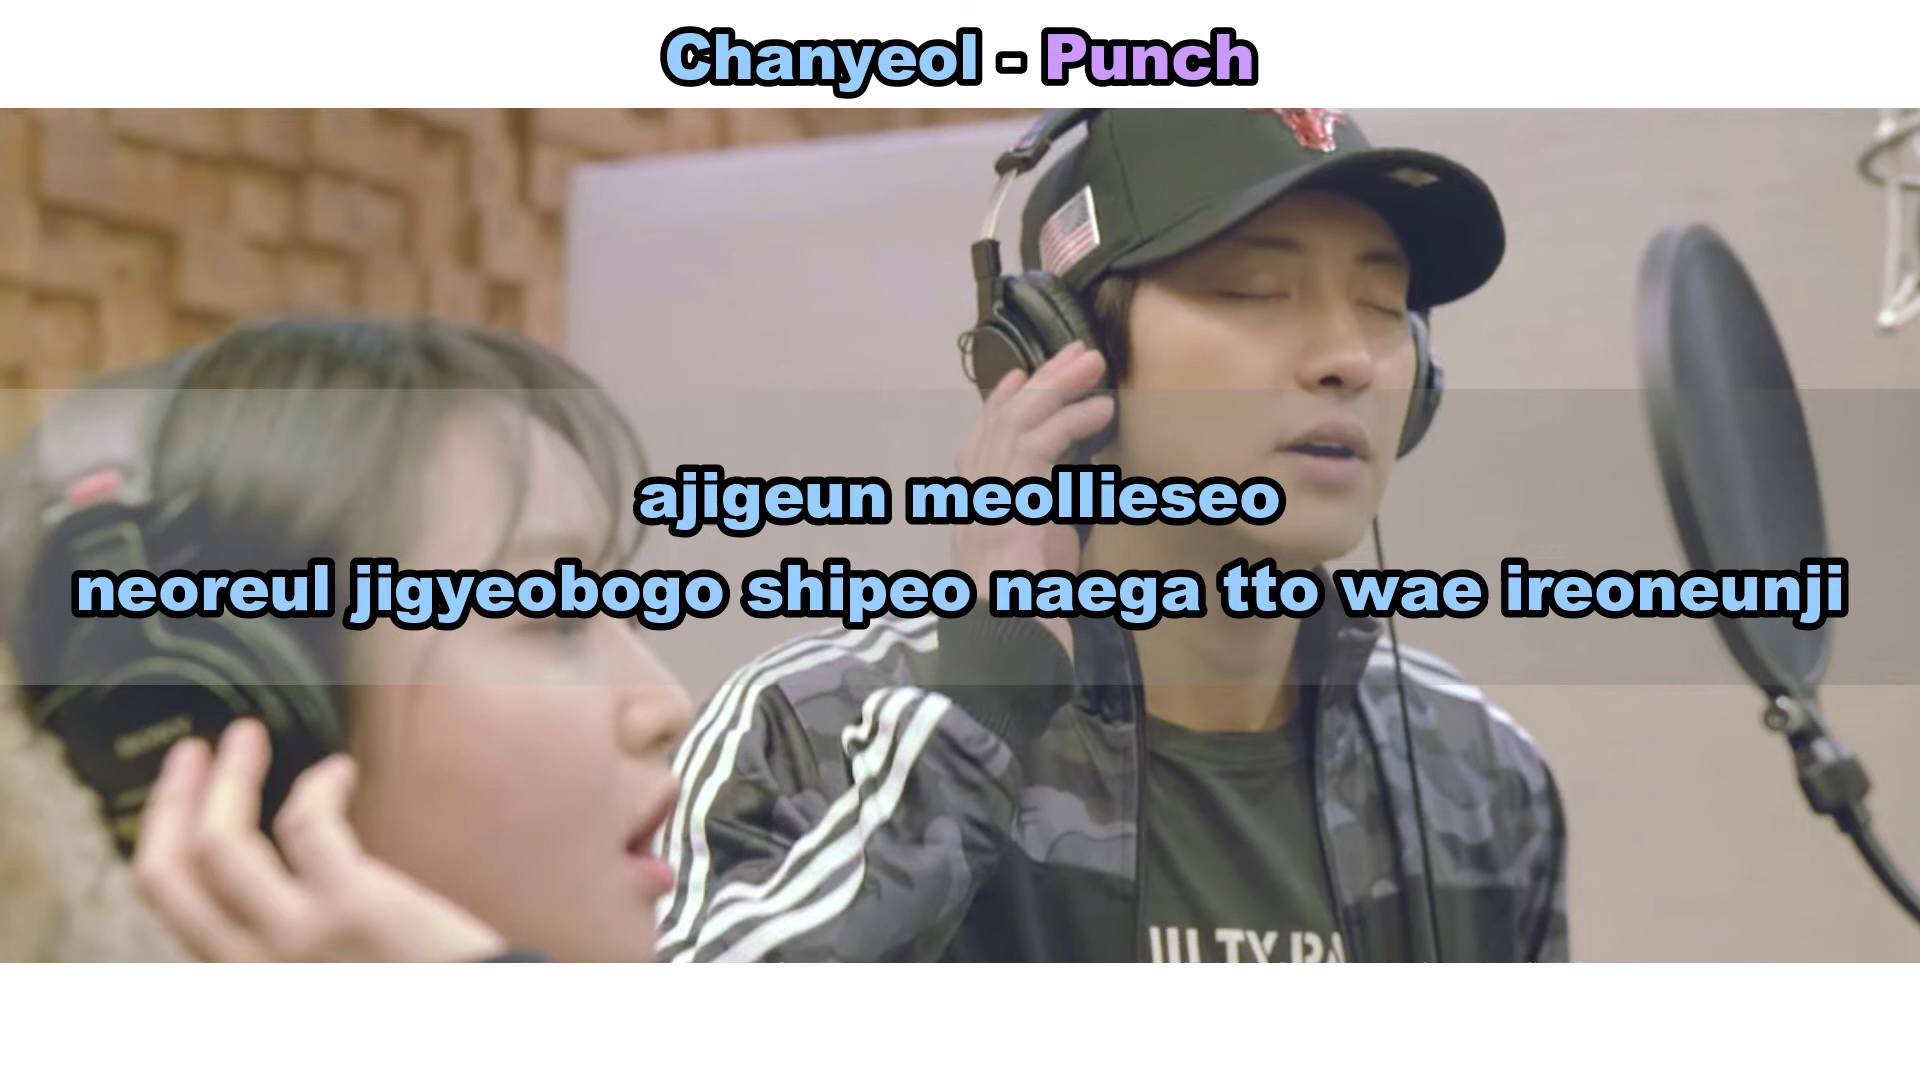 Chanyeol - Punch
ajigeun meollieseo
neoreul jigyeobogo shipeo naega tto wae ireoneunji